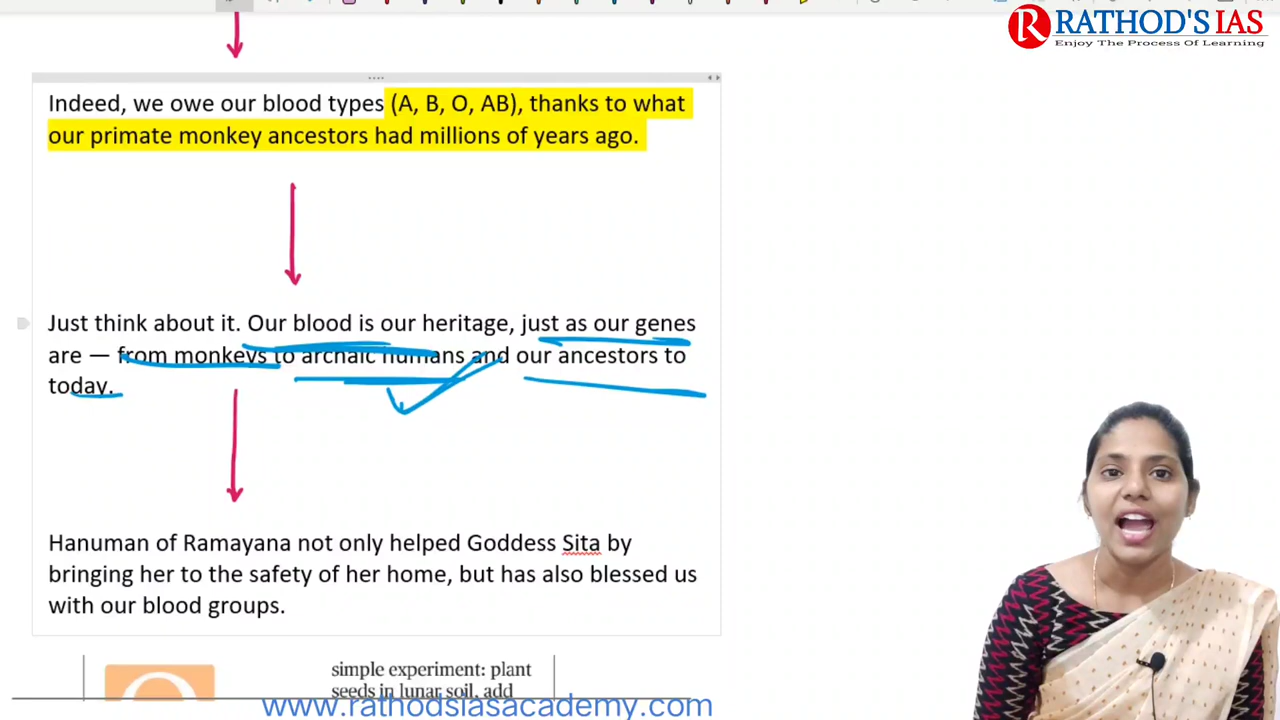 RATHOD'S IAS
Enjoy The Process Of Learning
Indeed, we owe our blood types (A, B, O, AB), thanks to what
our primate monkey ancestors had millions of years ago.
Just think about it. Our blood is our heritage, just as our genes
are — from monkeys to archaic humans and our ancestors to
today.
Hanuman of Ramayana not only helped Goddess Sita by
bringing her to the safety of her home, but has also blessed us
with our blood groups.
simple experiment: plant
seeds in lunar soil, add
www.rathodsiasacademy.com